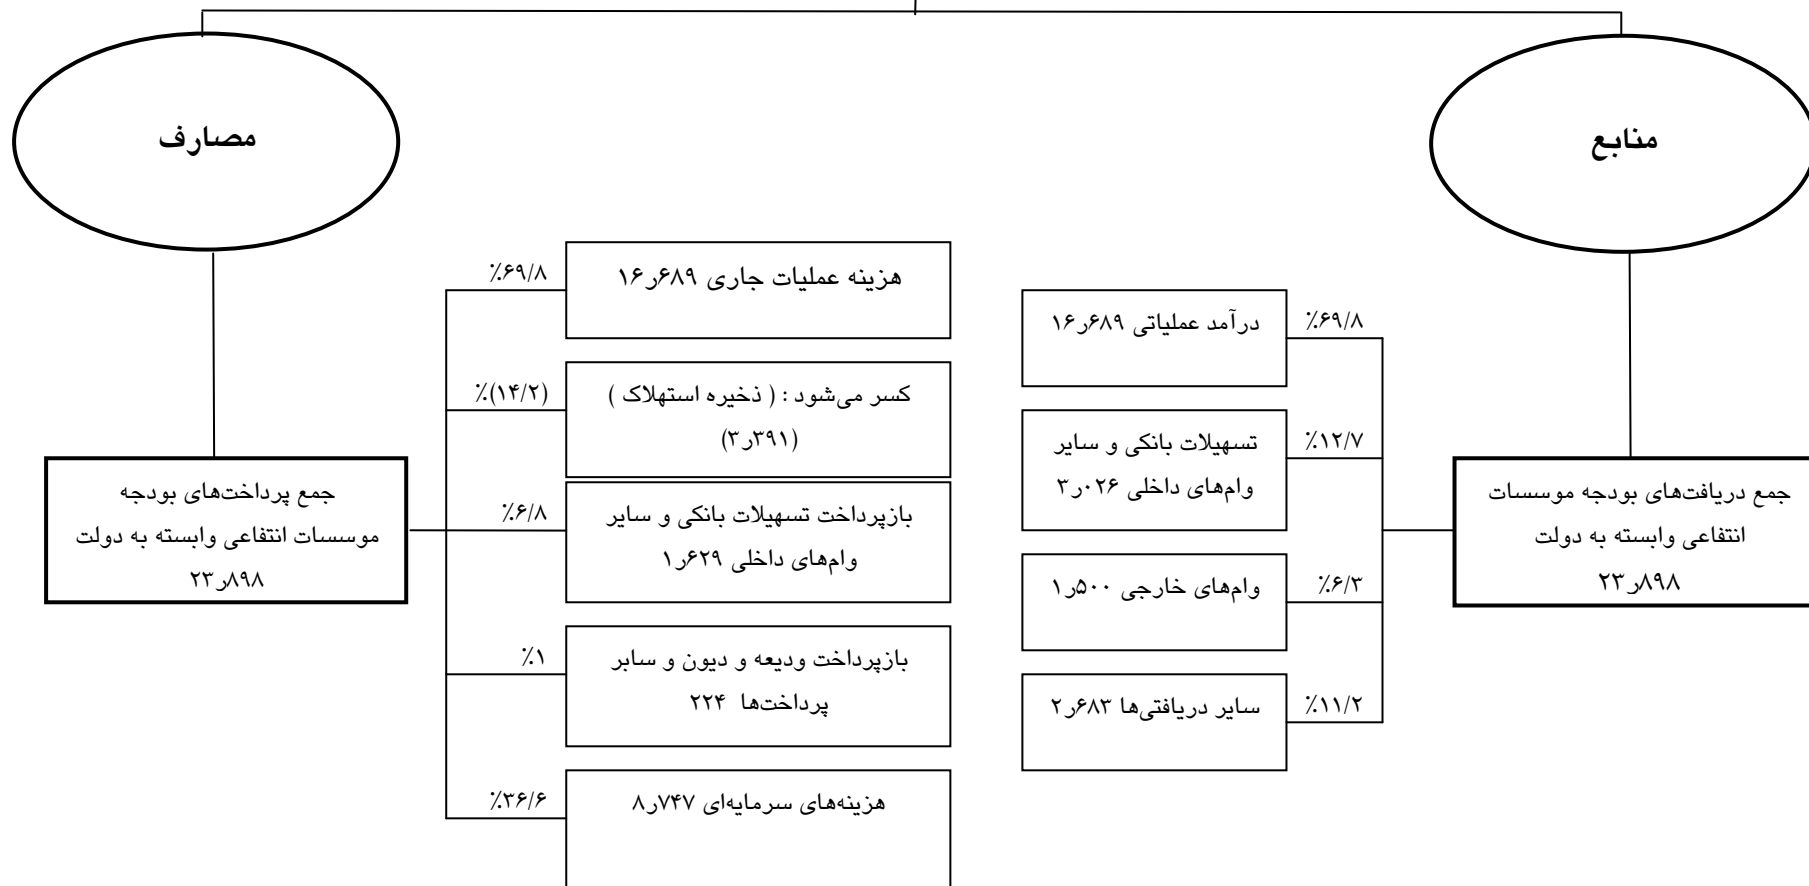 منابع
مصارف
جمع دریافت‌های بودجه موسسات
انتفاعی وابسته به دولت
۲۳٫۸۹۸
٪۶۹/۸
درآمد عملیاتی ۱۶٫۶۸۹
٪۱۲/۷
تسهیلات بانکی و سایر
وام‌های داخلی ۳٫۰۲۶
٪۶/۳
وام‌های خارجی ۱٫۵۰۰
٪۱۱/۲
سایر دریافتی‌ها ۲٫۶۸۳
هزینه عملیات جاری ۱۶٫۶۸۹
٪۶۹/۸
کسر می‌شود : ( ذخیره استهلاک )
(۳٫۳۹۱)
٪(۱۴/۲)
بازپرداخت تسهیلات بانکی و سایر
وام‌های داخلی ۱٫۶۲۹
٪۶/۸
بازپرداخت ودیعه و دیون و سابر
پرداخت‌ها ۲۲۴
٪۱
هزینه‌های سرمایه‌ای ۸٫۷۴۷
٪۳۶/۶
جمع پرداخت‌های بودجه
موسسات انتفاعی وابسته به دولت
۲۳٫۸۹۸